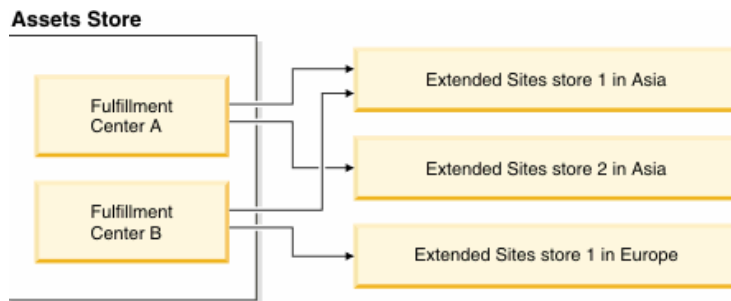 Assets Store
Fulfillment
Center A
Fulfillment
Center B
Extended Sites store 1 in Asia
Extended Sites store 2 in Asia
Extended Sites store 1 in Europe